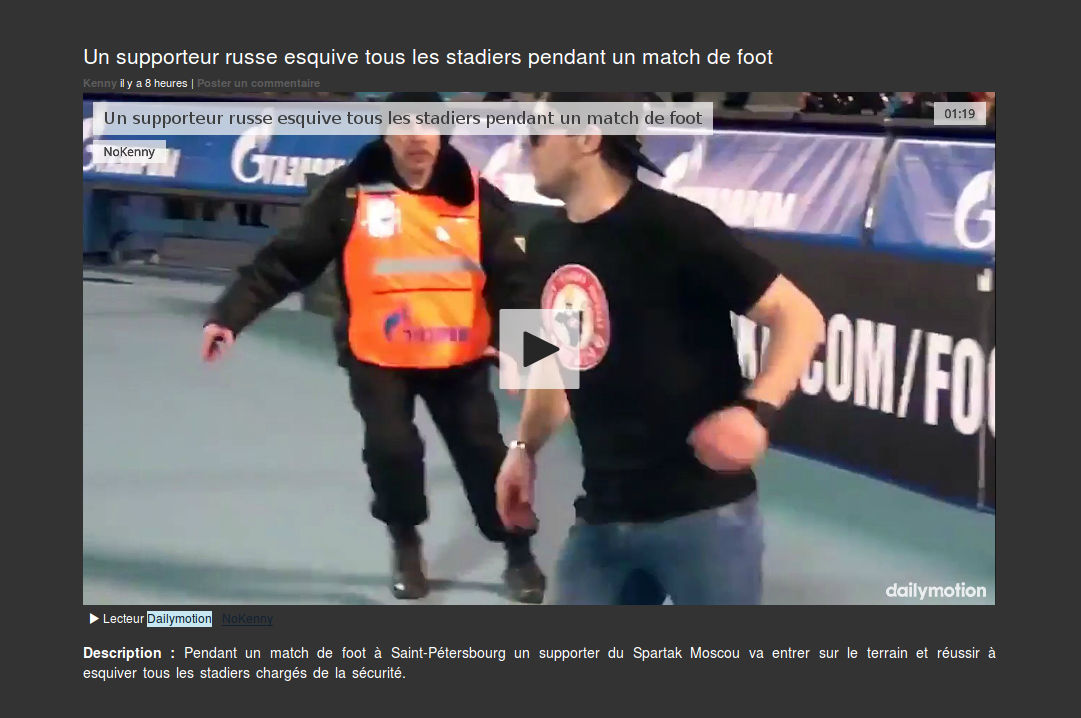 Un supporteur russe esquive tous les stadiers pendant un match de foot
Kenny il y a 8 heures | Poster un commentaire
Un supporteur russe esquive tous les stadiers pendant un match de foot
01:19
NoKenny
COM/FO
dailymotion
Lecteur Dailymotion NoKenny
Description : Pendant un match de foot à Saint-Pétersbourg un supporter du Spartak Moscou va entrer sur le terrain et réussir à
esquiver tous les stadiers chargés de la sécurité.